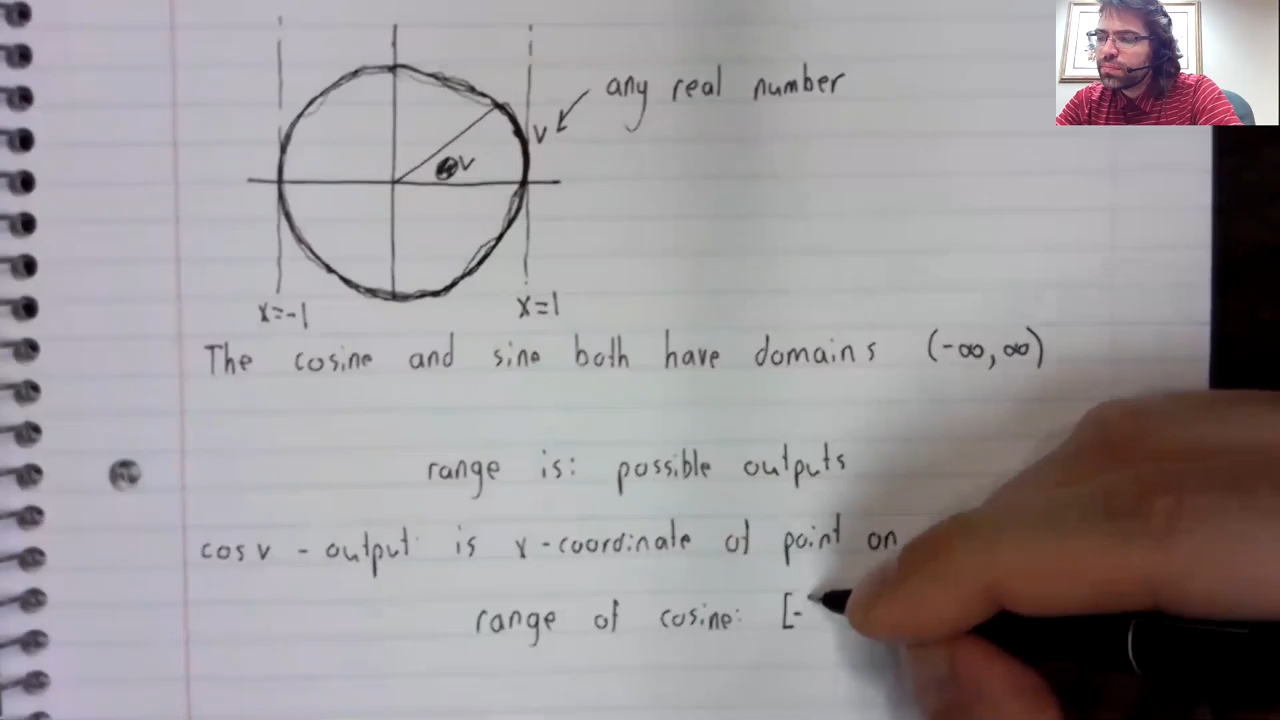 any real number
v
v
x=-1
x=1
The cosine and sine both have domains (-∞,∞)
range is: possible outputs
cos v - output is x-coordinate of point on
range of cosine: [-